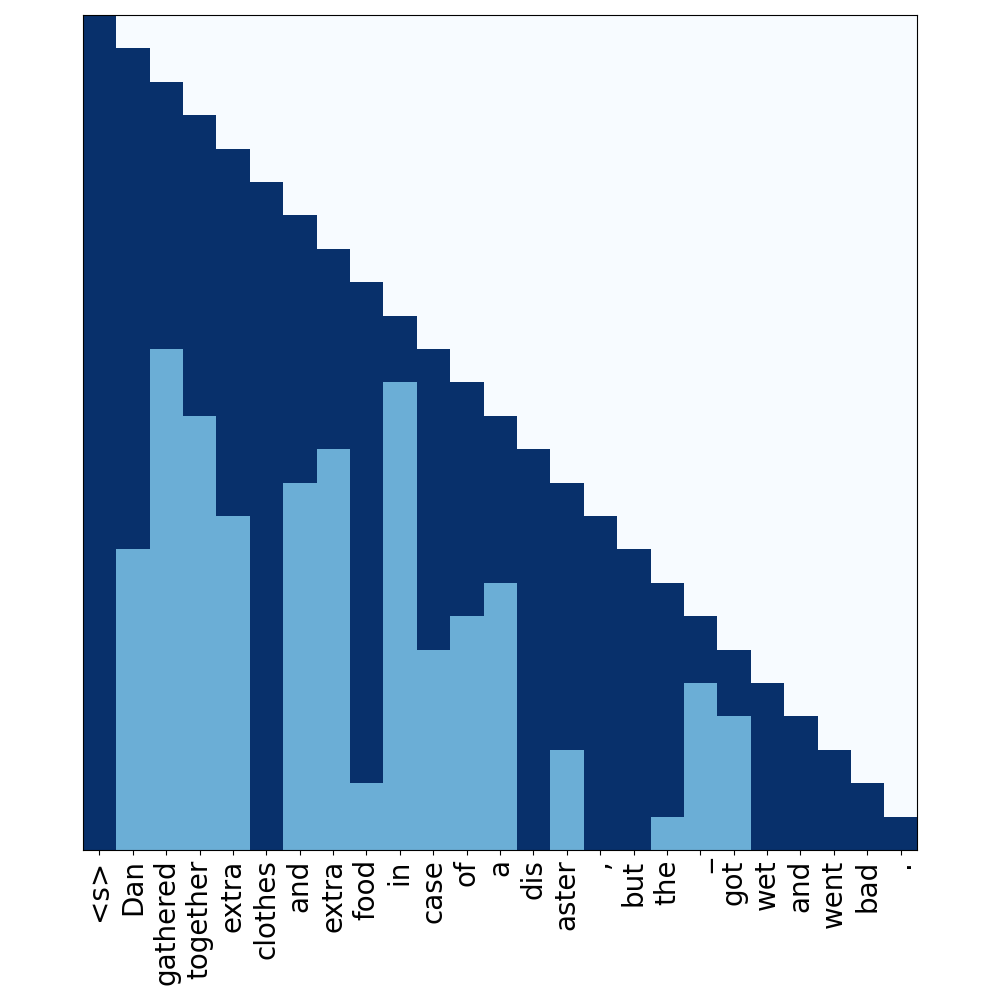 <s>
Dan
gathered
together
extra
clothes
and
extra
food
in
case
of
a
dis
aster
,
but
the
_
got
wet
and
went
bad
.